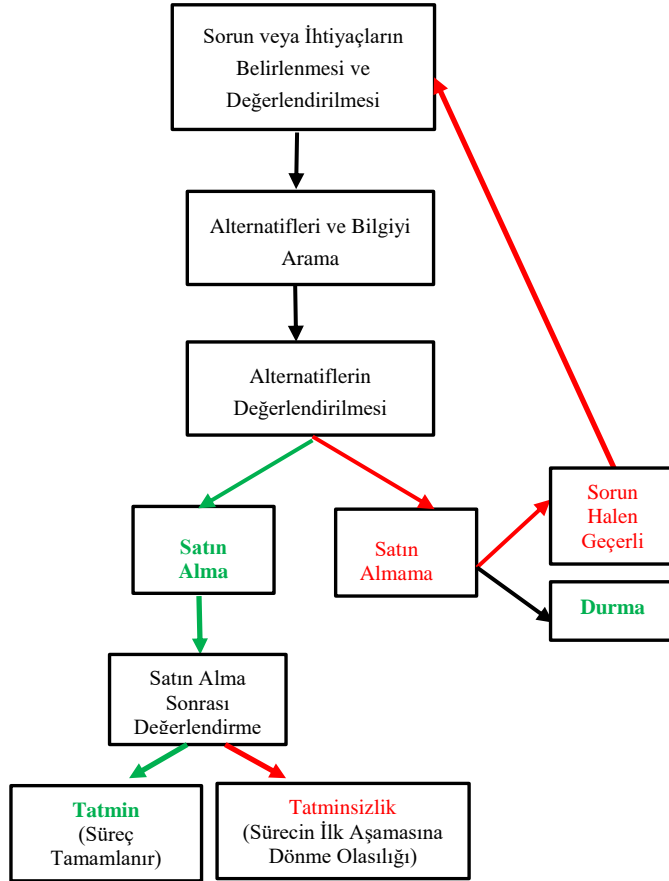 Sorun veya İhtiyaçların
Belirlenmesi ve
Değerlendirilmesi
Alternatifleri ve Bilgiyi
Arama
Alternatiflerin
Değerlendirilmesi
Satın
Alma
Satın
Almama
Sorun
Halen
Geçerli
Durma
Satın Alma
Sonrası
Değerlendirme
Tatmin
(Süreç
Tamamlanır)
Tatminsizlik
(Sürecin İlk Aşamasına
Dönme Olasılığı)